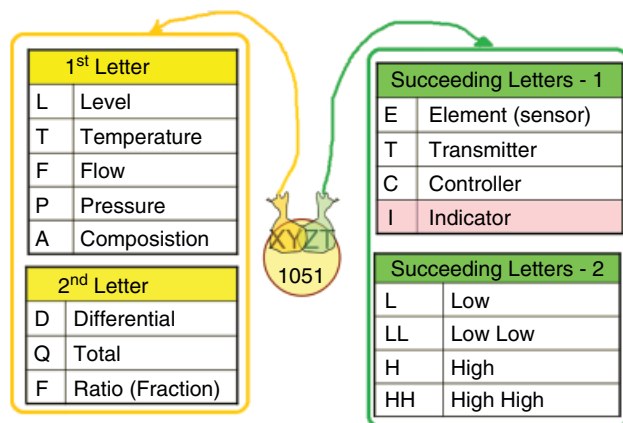 1st Letter
L Level
T Temperature
F Flow
P Pressure
A Composistion
2nd Letter
D Differential
Q Total
F Ratio (Fraction)
XYZT
1051
Succeeding Letters - 1
E Element (sensor)
T Transmitter
C Controller
I Indicator
Succeeding Letters - 2
L Low
LL Low Low
H High
HH High High